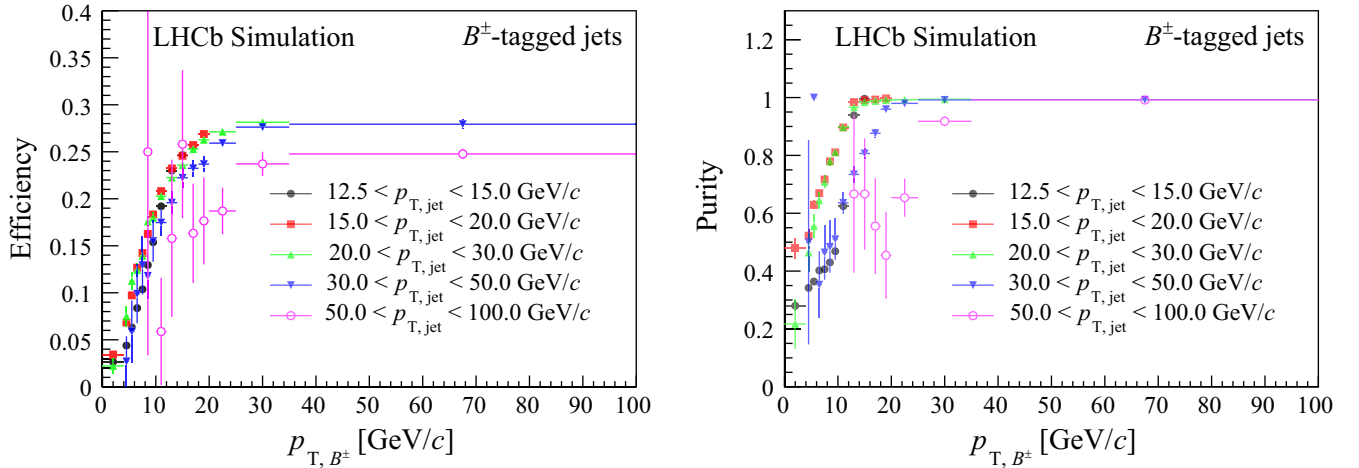 LHCb Simulation B±-tagged jets
0.4
0.35
0.3
0.25
0.2
0.15
0.1
0.05
0
Efficiency
12.5 < pT, jet < 15.0 GeV/c
15.0 < pT, jet < 20.0 GeV/c
20.0 < pT, jet < 30.0 GeV/c
30.0 < pT, jet < 50.0 GeV/c
50.0 < pT, jet < 100.0 GeV/c
0 10 20 30 40 50 60 70 80 90 100
pT, B± [GeV/c]
LHCb Simulation B±-tagged jets
1.2
1
0.8
0.6
0.4
0.2
0
Purity
12.5 < pT, jet < 15.0 GeV/c
15.0 < pT, jet < 20.0 GeV/c
20.0 < pT, jet < 30.0 GeV/c
30.0 < pT, jet < 50.0 GeV/c
50.0 < pT, jet < 100.0 GeV/c
0 10 20 30 40 50 60 70 80 90 100
pT, B± [GeV/c]